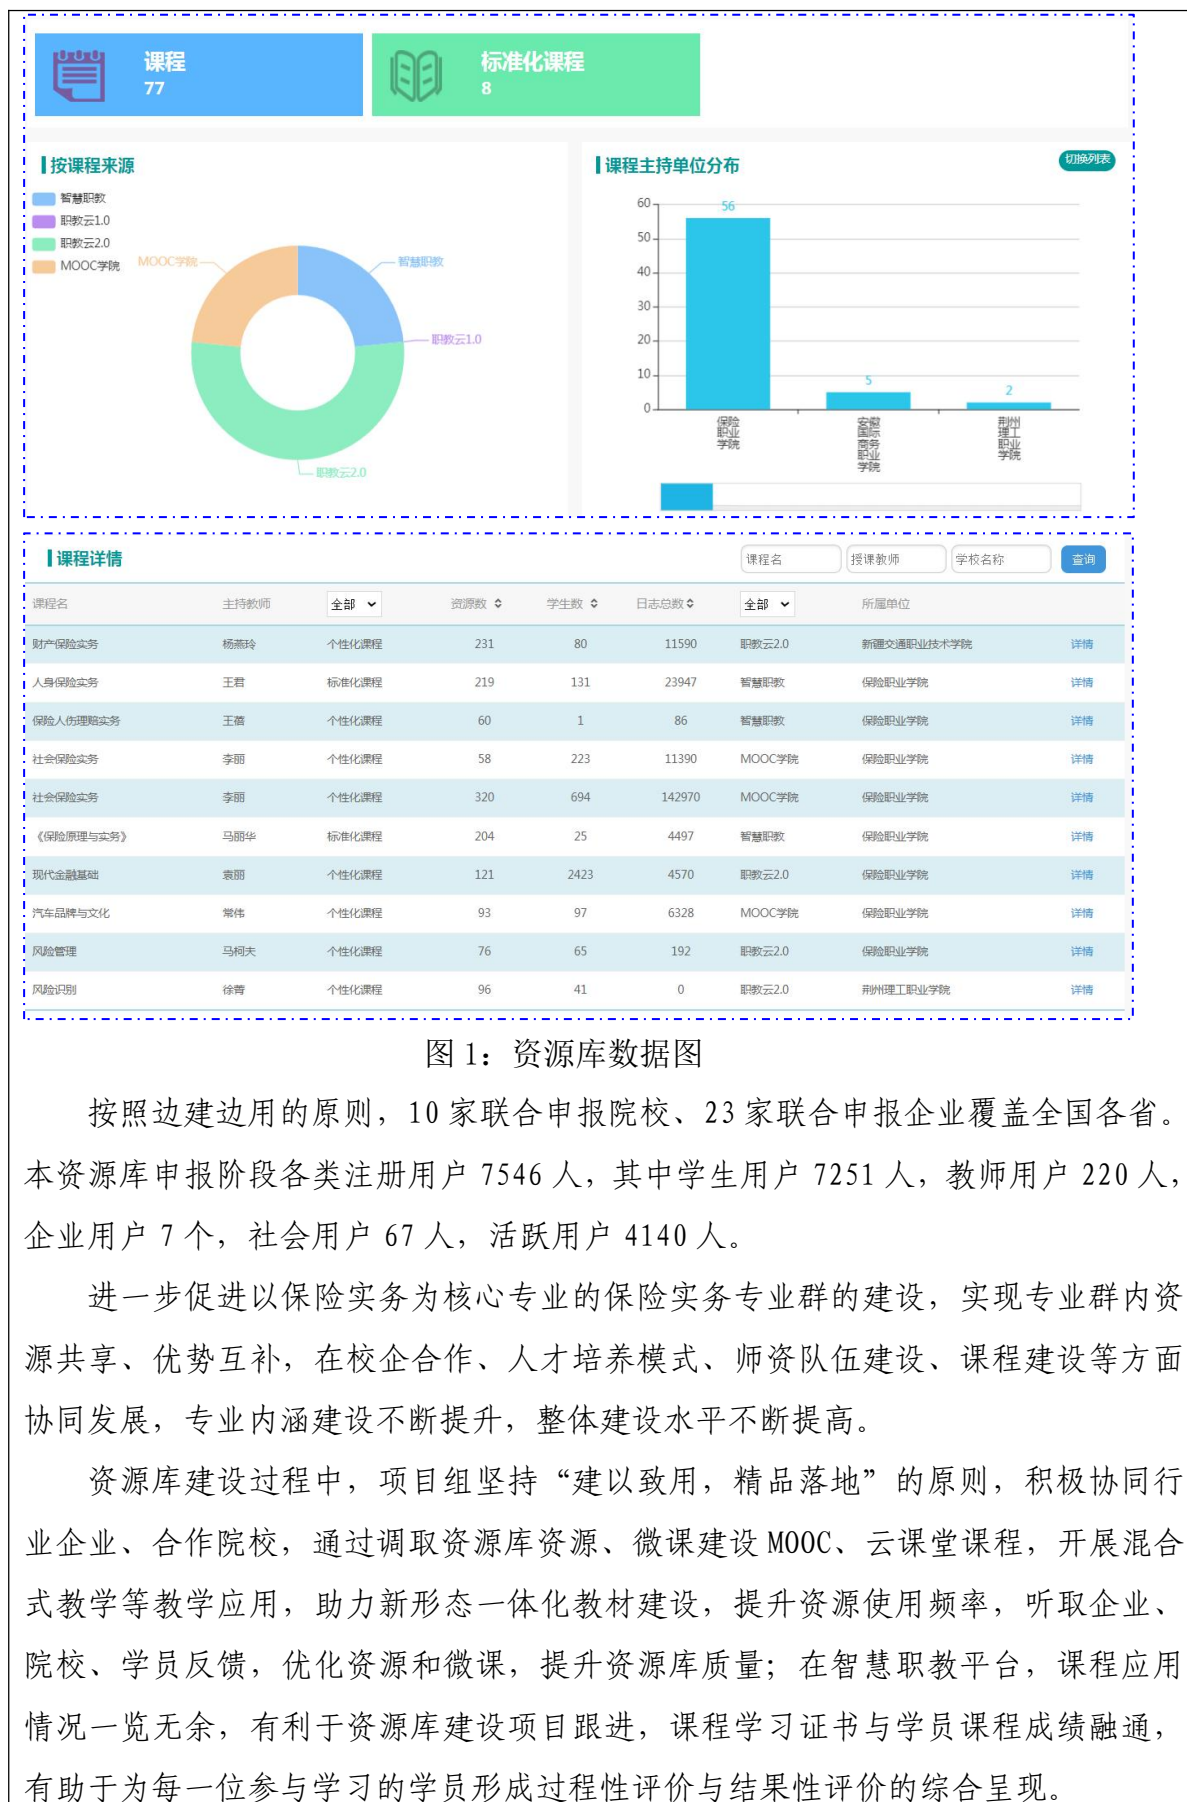 课程
77
标准化课程
8
按课程来源
智慧职教
职教云1.0
职教云2.0
MOOC学院
MOOC学院
智慧职教
职教云1.0
职教云2.0
课程主持单位分布
切换列表
60
50
40
30
20
10
0
56
5
2
保险职业学院
安徽国际商务职业学院
荆州理工职业学院
课程详情
课程名 授课教师 学校名称 查询
课程名 主持教师 全部 资源数 学生数 日志总数 全部 所属单位
财产保险实务 杨燕玲 个性化课程 231 80 11590 职教云2.0 新疆交通职业技术学院 详情
人身保险实务 王君 标准化课程 219 131 23947 智慧职教 保险职业学院 详情
保险人伤理赔实务 王蓓 个性化课程 60 1 86 智慧职教 保险职业学院 详情
社会保险实务 李丽 个性化课程 58 223 11390 MOOC学院 保险职业学院 详情
社会保险实务 李丽 个性化课程 320 694 142970 MOOC学院 保险职业学院 详情
《保险原理与实务》 马丽华 标准化课程 204 25 4497 智慧职教 保险职业学院 详情
现代金融基础 袁丽 个性化课程 121 2423 4570 职教云2.0 保险职业学院 详情
汽车品牌与文化 常伟 个性化课程 93 97 6328 MOOC学院 保险职业学院 详情
风险管理 马柯夫 个性化课程 76 65 192 职教云2.0 保险职业学院 详情
风险识别 徐菁 个性化课程 96 41 0 职教云2.0 荆州理工职业学院 详情
图 1：资源库数据图
按照边建边用的原则，10 家联合申报院校、23 家联合申报企业覆盖全国各省。
本资源库申报阶段各类注册用户 7546 人，其中学生用户 7251 人，教师用户 220 人，
企业用户 7 个，社会用户 67 人，活跃用户 4140 人。
进一步促进以保险实务为核心专业的保险实务专业群的建设，实现专业群内资
源共享、优势互补，在校企合作、人才培养模式、师资队伍建设、课程建设等方面
协同发展，专业内涵建设不断提升，整体建设水平不断提高。
资源库建设过程中，项目组坚持“建以致用，精品落地”的原则，积极协同行
业企业、合作院校，通过调取资源库资源、微课建设 MOOC、云课堂课程，开展混合
式教学等教学应用，助力新形态一体化教材建设，提升资源使用频率，听取企业、
院校、学员反馈，优化资源和微课，提升资源库质量；在智慧职教平台，课程应用
情况一览无余，有利于资源库建设项目跟进，课程学习证书与学员课程成绩融通，
有助于为每一位参与学习的学员形成过程性评价与结果性评价的综合呈现。